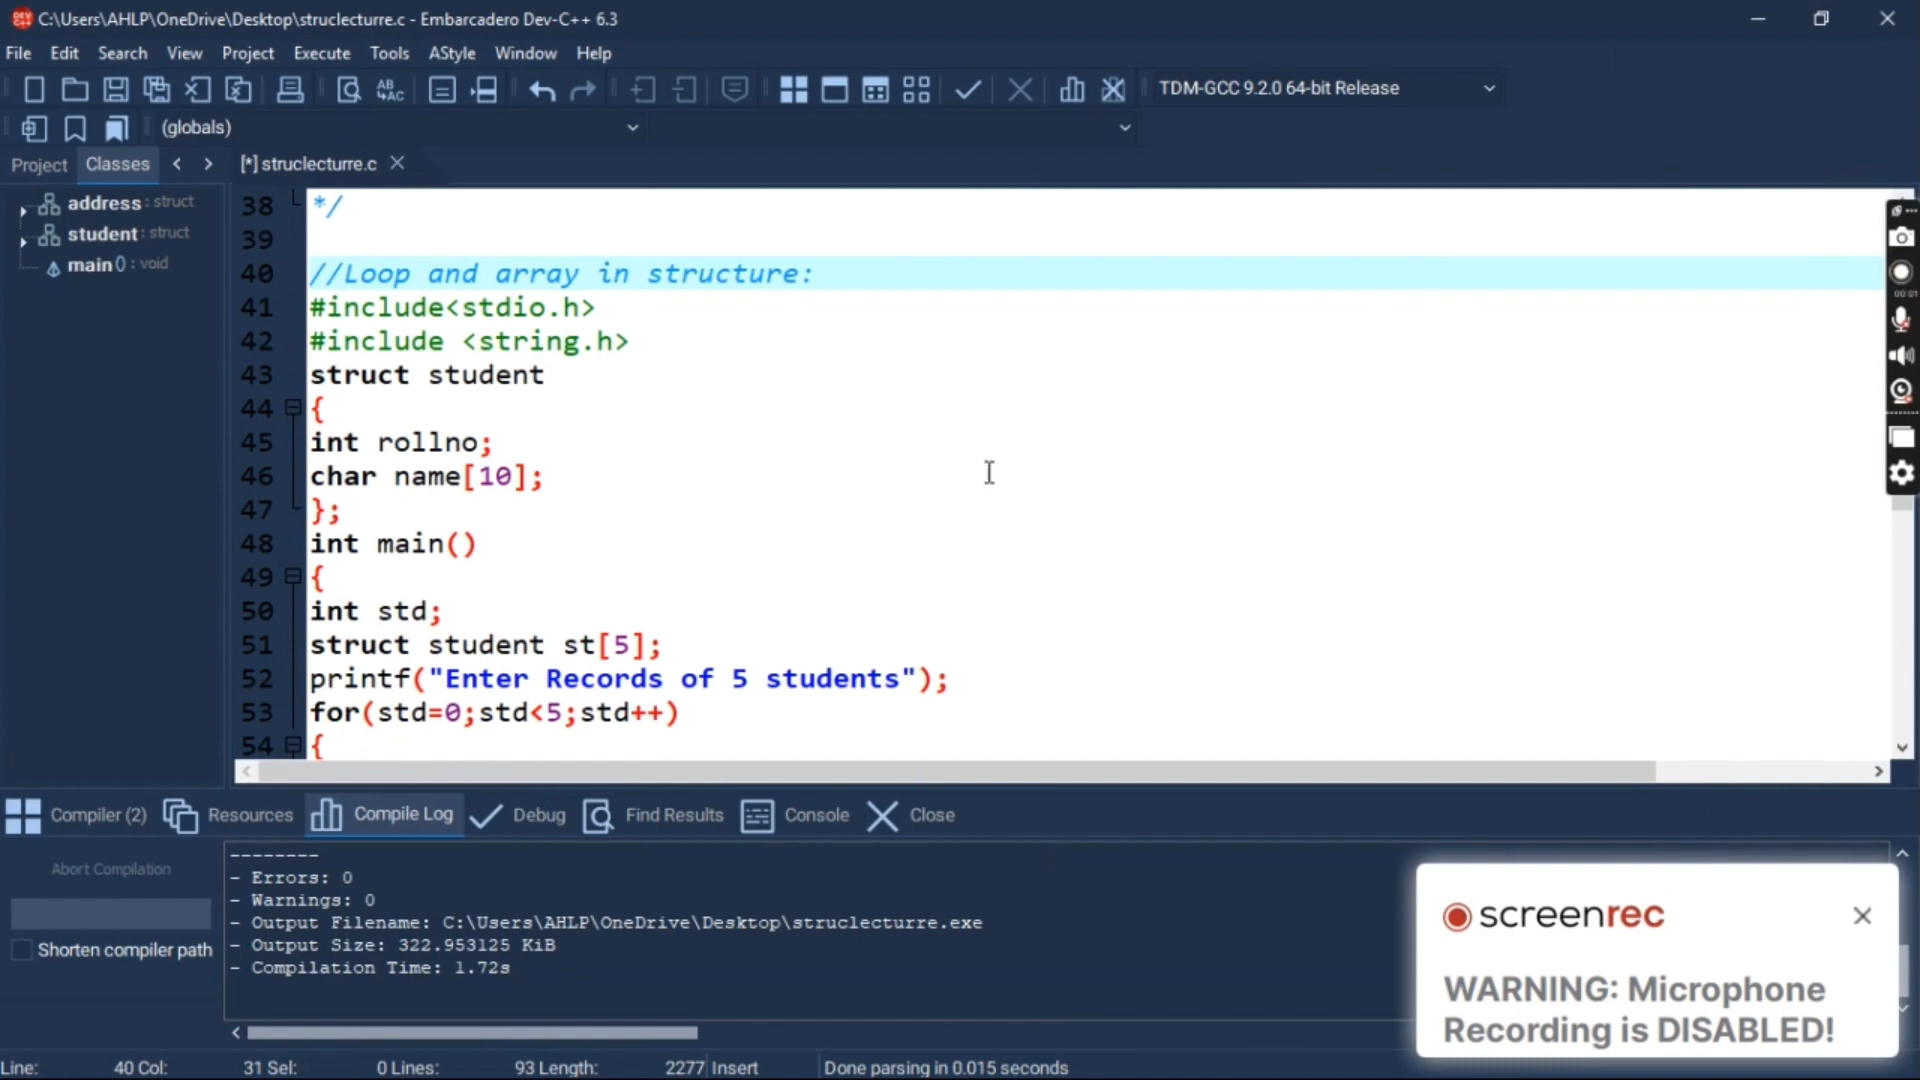 C:\Users\AHLP\OneDrive\Desktop\struclecturre.c - Embarcadero Dev-C++ 6.3
File Edit Search View Project Execute Tools AStyle Window Help
TDM-GCC 9.2.0 64-bit Release
(globals)
Project Classes [*] struclecturre.c
address : struct
student : struct
main () : void
38 */
39
40 //Loop and array in structure:
41 #include<stdio.h>
42 #include <string.h>
43 struct student
44 {
45 int rollno;
46 char name[10];
47 };
48 int main()
49 {
50 int std;
51 struct student st[5];
52 printf("Enter Records of 5 students");
53 for(std=0;std<5;std++)
54 {
00:01
Compiler (2) Resources Compile Log Debug Find Results Console Close
Abort Compilation
Shorten compiler path
--------
- Errors: 0
- Warnings: 0
- Output Filename: C:\Users\AHLP\OneDrive\Desktop\struclecturre.exe
- Output Size: 322.953125 KiB
- Compilation Time: 1.72s
screenrec
WARNING: Microphone
Recording is DISABLED!
Line: 40 Col: 31 Sel: 0 Lines: 93 Length: 2277 Insert Done parsing in 0.015 seconds